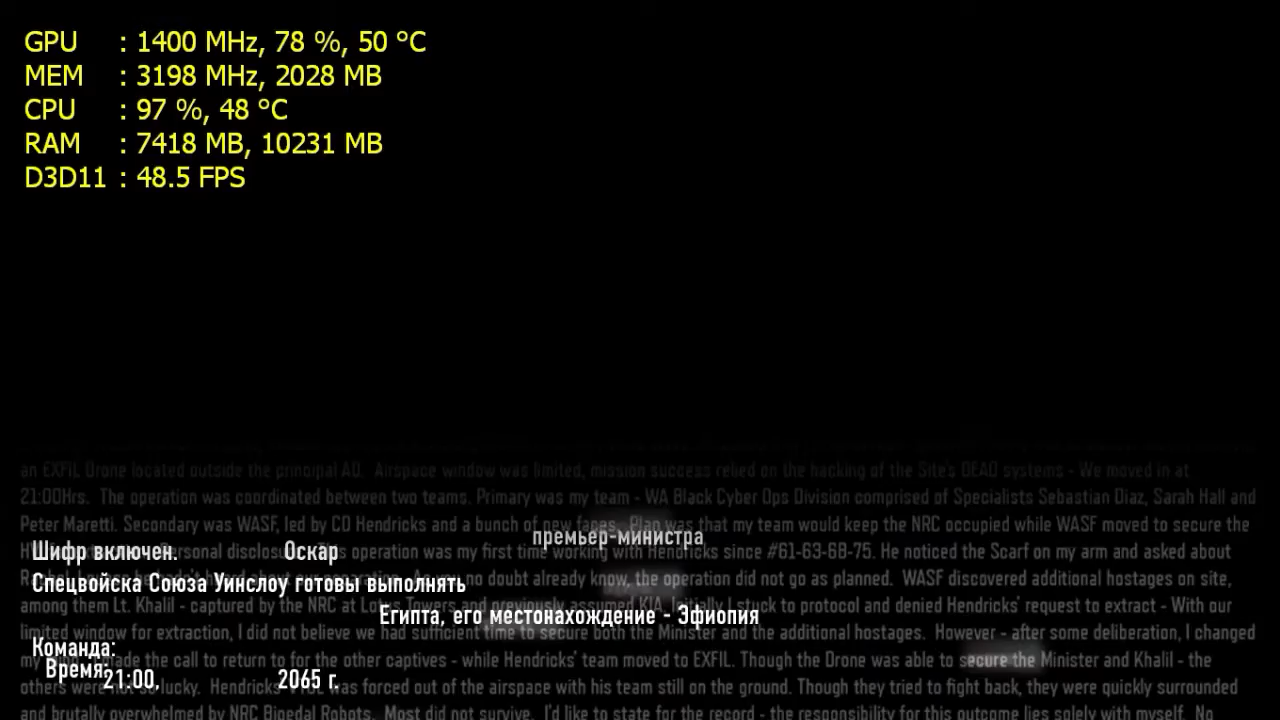 GPU : 1400 MHz, 78 %, 50 °C
MEM : 3198 MHz, 2028 MB
CPU : 97 %, 48 °C
RAM : 7418 MB, 10231 MB
D3D11 : 48.5 FPS
an EXFIL Drone located outside the principal AO. Airspace window was limited, mission success relied on the hacking of the Site's DEAD systems - We moved in at
21:00Hrs. The operation was coordinated between two teams. Primary was my team - WA Black Cyber Ops Division comprised of Specialists Sebastian Diaz, Sarah Hall and
Peter Maretti. Secondary was WASF, led by CD Hendricks and a bunch of new faces. Plan was that my team would keep the NRC occupied while WASF moved to secure the
премьер-министра
Шифр включен. Оскар
Personal disclosure this operation was my first time working with Hendricks since #61-63-6B-75. He noticed the Scarf on my arm and asked about
Спецвойска Союза Уинслоу готовы выполнять
no doubt already know, the operation did not go as planned. WASF discovered additional hostages on site,
among them Lt. Khalil - captured by the NRC at Lotus Towers and previously assumed KIA. Initially I stuck to protocol and denied Hendricks' request to extract - With our
Египта, его местонахождение - Эфиопия
limited window for extraction, I did not believe we had sufficient time to secure both the Minister and the additional hostages. However - after some deliberation, I changed
Команда:
made the call to return for the other captives - while Hendricks' team moved to EXFIL. Though the Drone was able to secure the Minister and Khalil - the
Время:
21:00, 2065 г.
others were not so lucky. Hendricks' was forced out of the airspace with his team still on the ground. Though they tried to fight back, they were quickly surrounded
and brutally overwhelmed by NRC Bipedal Robots. Most did not survive. I'd like to state for the record - the responsibility for this outcome lies solely with myself. No